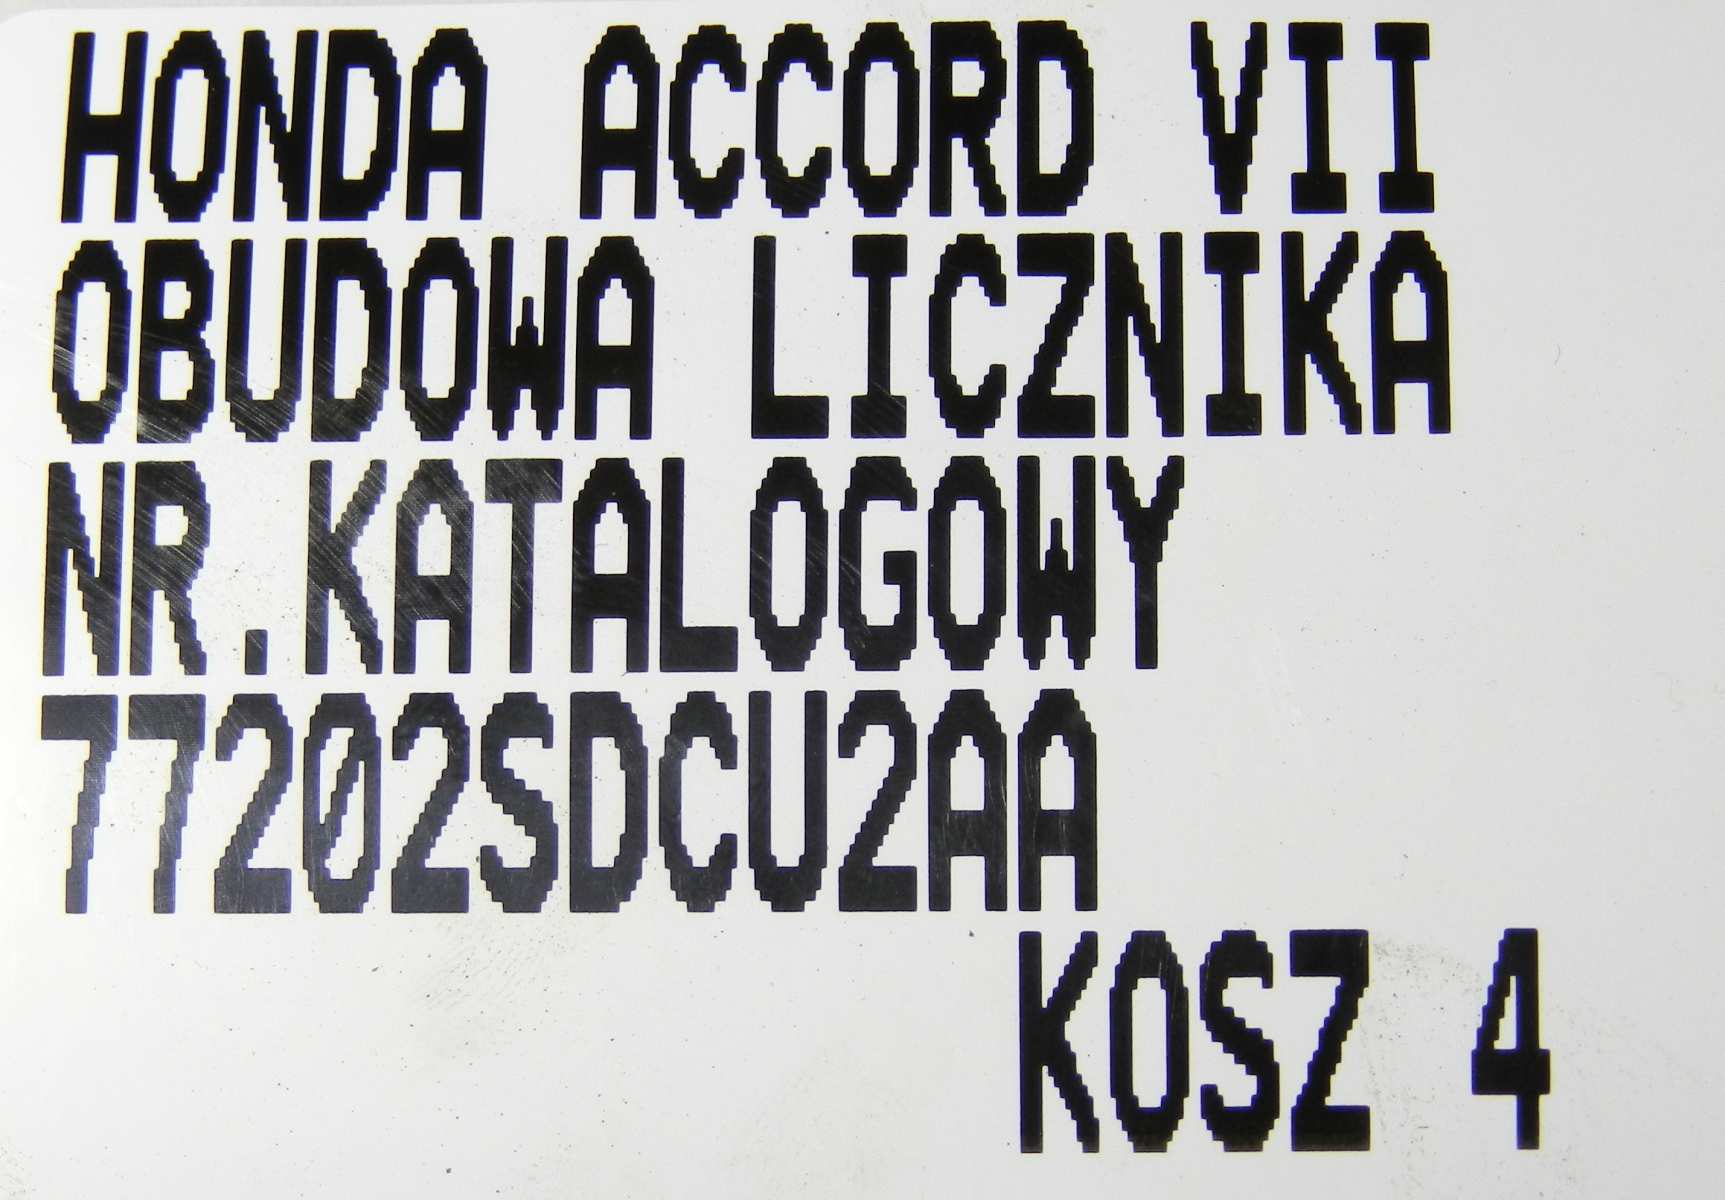 HONDA ACCORD VII
OBUDOWA LICZNIKA
NR.KATALOGOWY
77202SDCU2AA
KOSZ 4